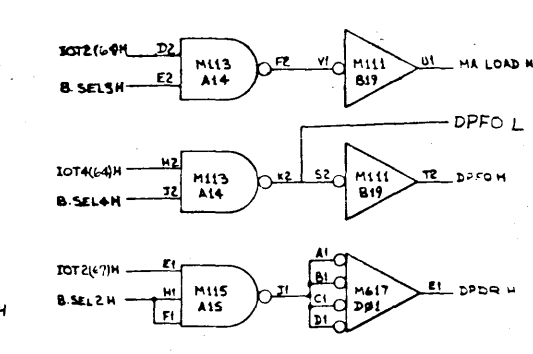 IOT2(64)H D2 M113 A14 F2 V1 M111 B19 U1 MA LOAD H
B.SEL3H E2
DPFO L
IOT4(64)H H2 M113 A14 K2 S2 M111 B19 T2 DPFO H
B.SEL4H J2
IOT2(67)H E1 M115 A15 J1 A1 B1 C1 D1 M617 DØ1 E1
B.SEL2H H1
F1
H